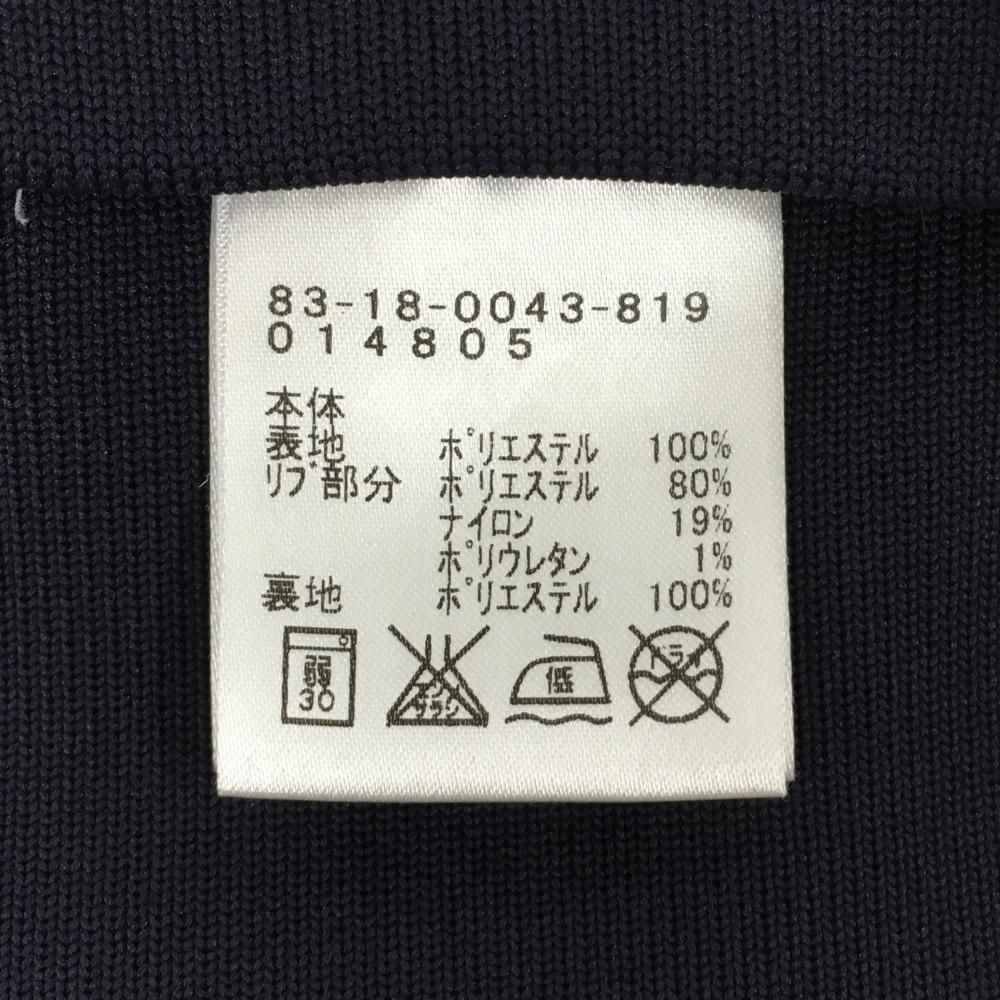 83-18-0043-819
014805
本体
表地 ポリエステル 100%
リブ部分 ポリエステル 80%
ナイロン 19%
ポリウレタン 1%
裏地 ポリエステル 100%
弱 エンソ 低 ドライ
30 サラシ